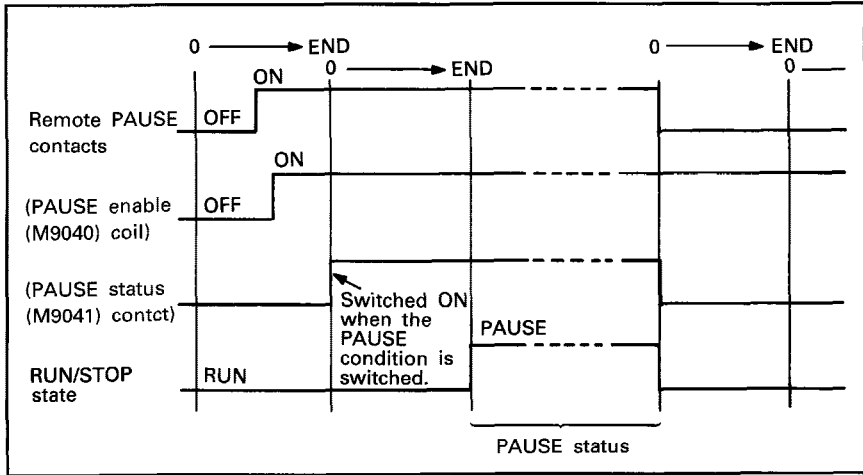 0 → END
0 → END
0 → END
0
Remote PAUSE
contacts
OFF
ON
(PAUSE enable
(M9040) coil)
OFF
ON
(PAUSE status
(M9041) contct)
Switched ON
when the
PAUSE
condition is
switched.
RUN/STOP
state
RUN
PAUSE
PAUSE status